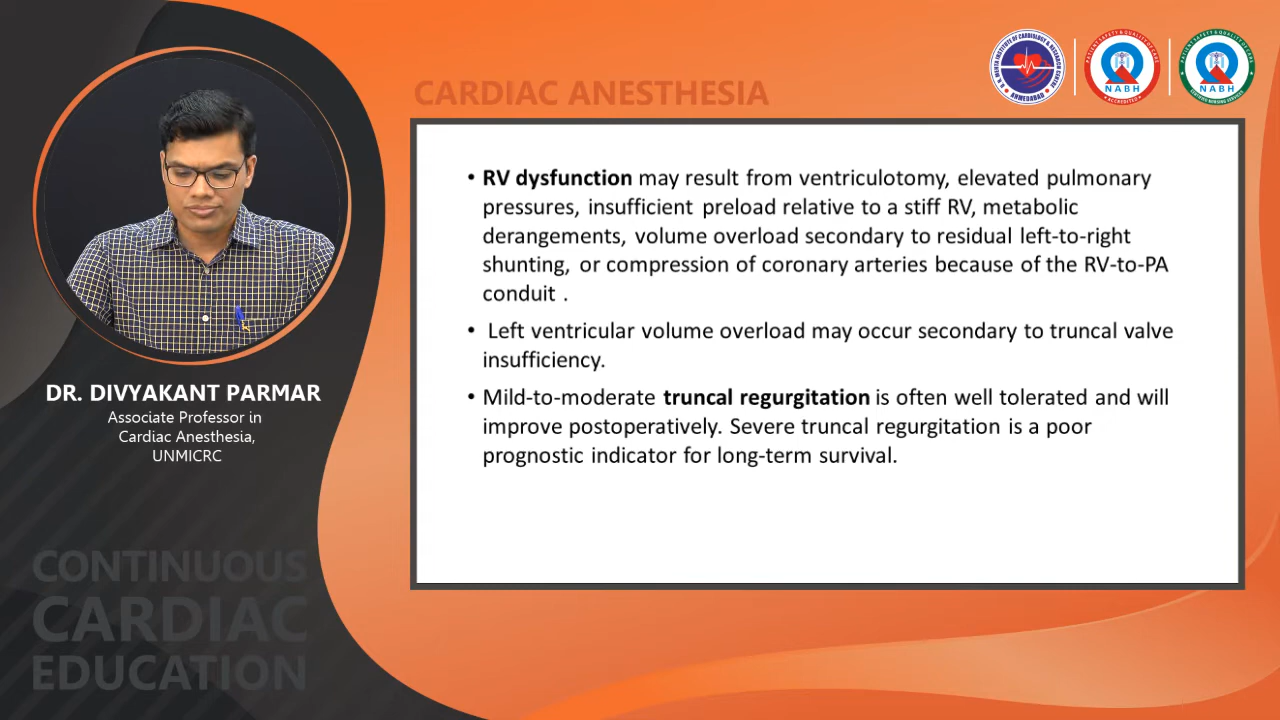 CARDIAC ANESTHESIA
• RV dysfunction may result from ventriculotomy, elevated pulmonary
pressures, insufficient preload relative to a stiff RV, metabolic
derangements, volume overload secondary to residual left-to-right
shunting, or compression of coronary arteries because of the RV-to-PA
conduit .
• Left ventricular volume overload may occur secondary to truncal valve
insufficiency.
• Mild-to-moderate truncal regurgitation is often well tolerated and will
improve postoperatively. Severe truncal regurgitation is a poor
prognostic indicator for long-term survival.
DR. DIVYAKANT PARMAR
Associate Professor in
Cardiac Anesthesia,
UNMICRC
CONTINUOUS
CARDIAC
EDUCATION
AHMEDABAD
NABH
ACCREDITED
NABH